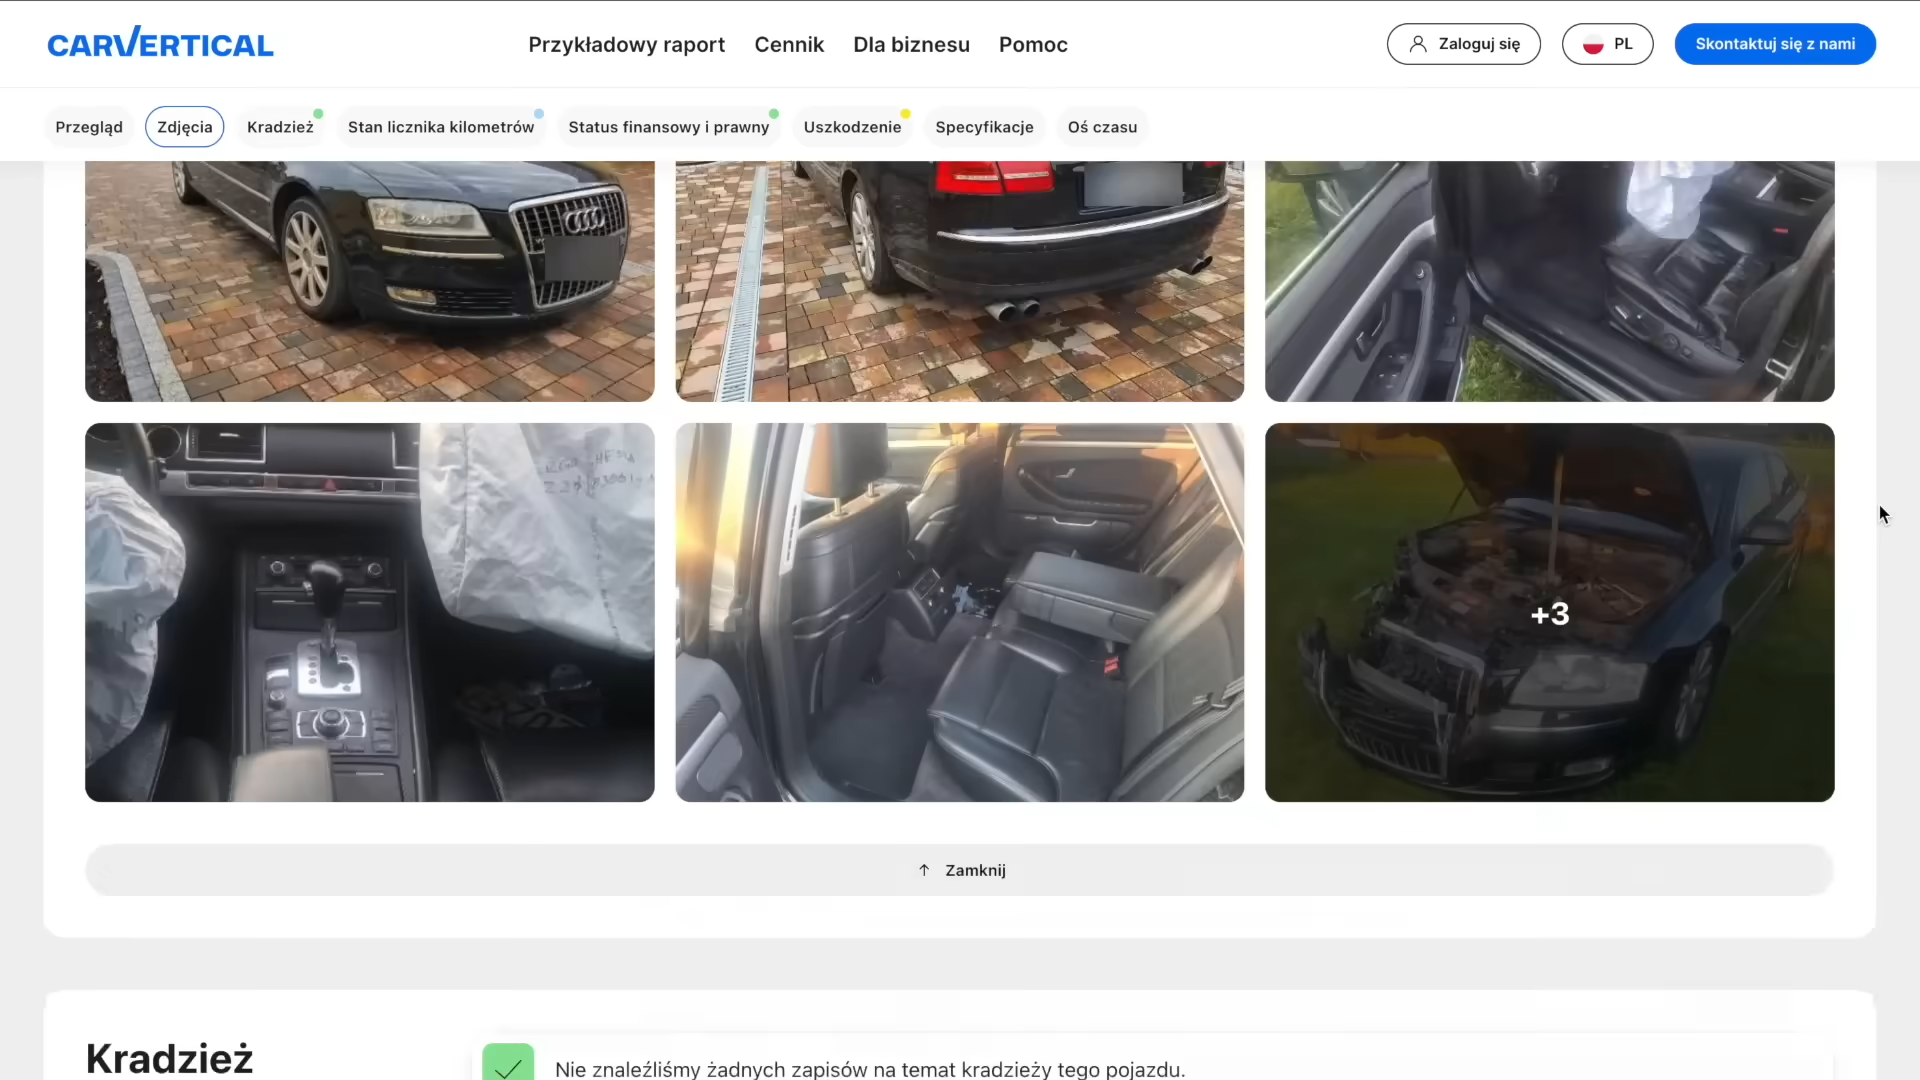 CARVERTICAL
Przykładowy raport
Cennik
Dla biznesu
Pomoc
Zaloguj się
PL
Skontaktuj się z nami
Przegląd
Zdjęcia
Kradzież
Stan licznika kilometrów
Status finansowy i prawny
Uszkodzenie
Specyfikacje
Oś czasu
+3
Zamknij
Kradzież
Nie znaleźliśmy żadnych zapisów na temat kradzieży tego pojazdu.